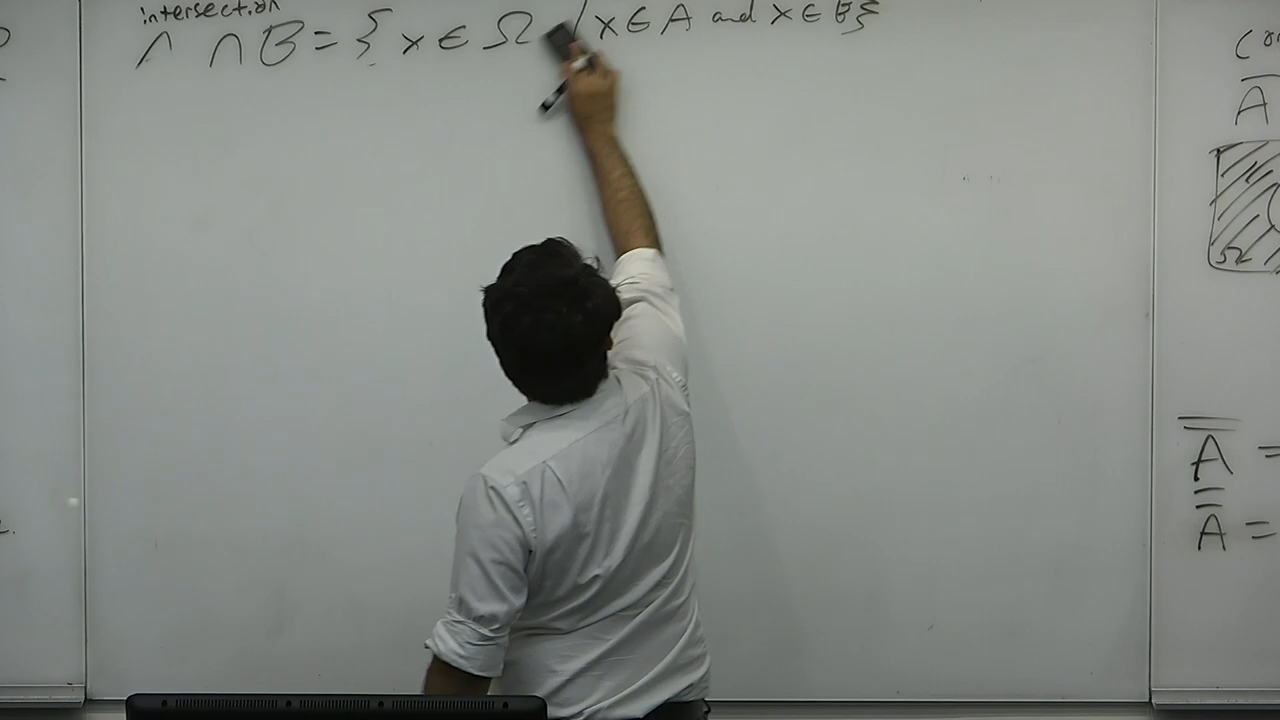 intersection
∩ B = { x ∈ Ω / x ∈ A and x ∈ B }
A
Ω
A =
A =